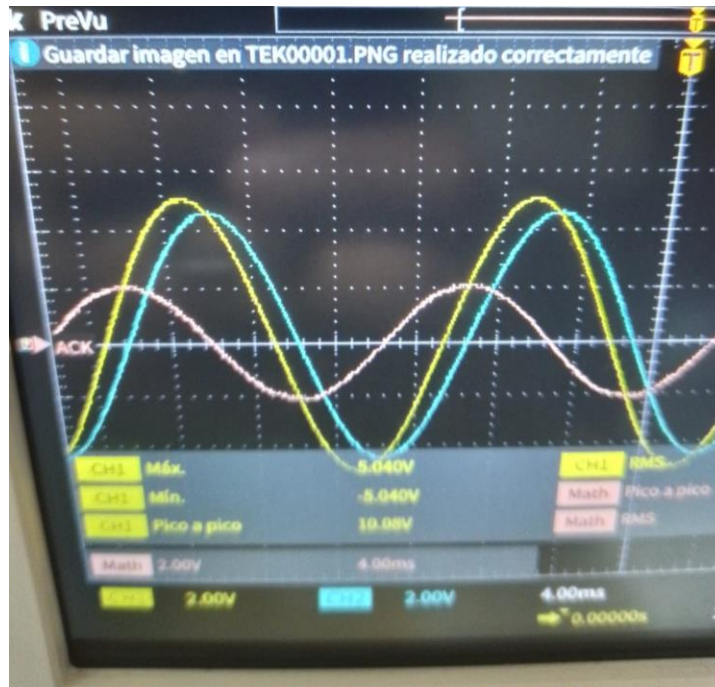 k PreVu
Guardar imagen en TEK00001.PNG realizado correctamente
T
ACK
CH1 Máx. 5.040V CH1 RMS
CH1 Mín. -5.040V Math Pico a pico
CH1 Pico a pico 10.08V Math RMS
Math 2.00V 4.00ms
CH1 2.00V CH2 2.00V 4.00ms
0.00000s